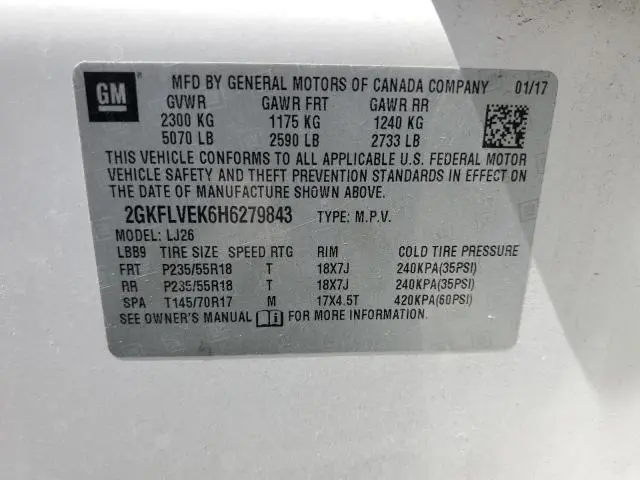 GM MFD BY GENERAL MOTORS OF CANADA COMPANY 01/17
GVWR GAWR FRT GAWR RR
2300 KG 1175 KG 1240 KG
5070 LB 2590 LB 2733 LB
THIS VEHICLE CONFORMS TO ALL APPLICABLE U.S. FEDERAL MOTOR
VEHICLE SAFETY AND THEFT PREVENTION STANDARDS IN EFFECT ON
THE DATE OF MANUFACTURE SHOWN ABOVE.
2GKFLVEK6H6279843 TYPE: M.P.V.
MODEL: LJ26
LBB9 TIRE SIZE SPEED RTG RIM COLD TIRE PRESSURE
FRT P235/55R18 T 18X7J 240KPA(35PSI)
RR P235/55R18 T 18X7J 240KPA(35PSI)
SPA T145/70R17 M 17X4.5T 420KPA(60PSI)
SEE OWNER'S MANUAL FOR MORE INFORMATION.